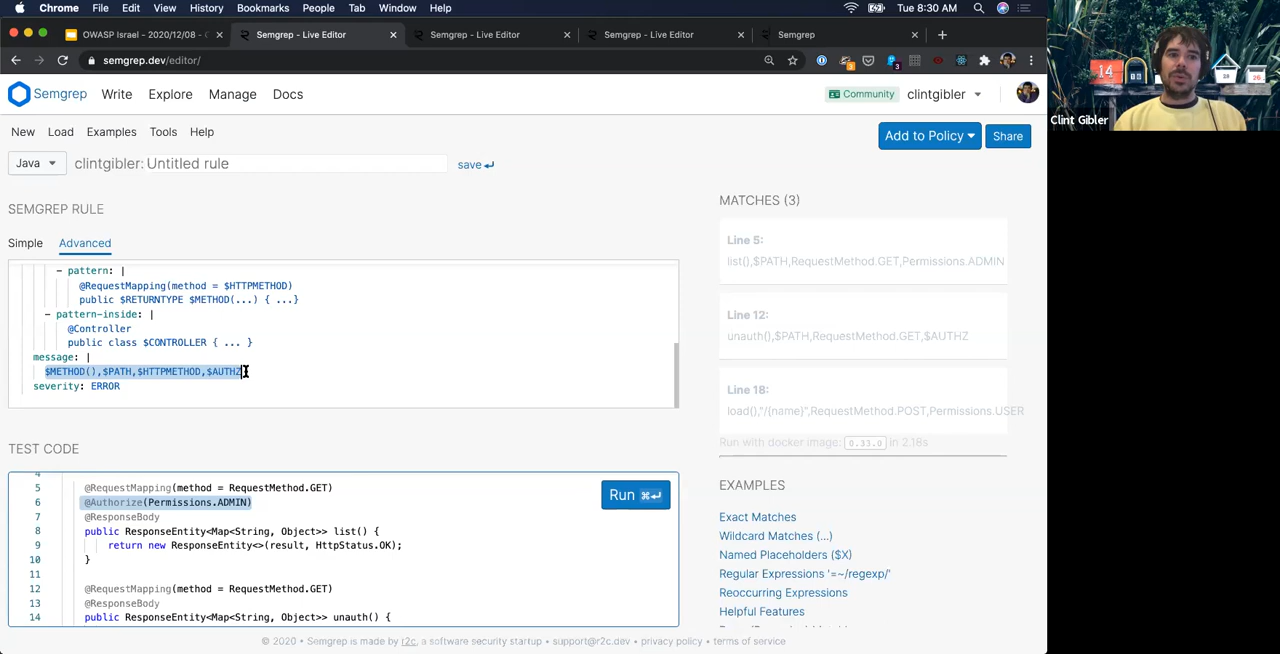 Chrome File Edit View History Bookmarks People Tab Window Help Tue 8:30 AM
OWASP Israel - 2020/12/08 - Semgrep - Live Editor Semgrep - Live Editor Semgrep - Live Editor Semgrep
semgrep.dev/editor/
Semgrep Write Explore Manage Docs Community clintgibler
New Load Examples Tools Help
Add to Policy Share
Java clintgibler: Untitled rule save
SEMGREP RULE
Simple Advanced
- pattern: |
@RequestMapping(method = $HTTPMETHOD)
public $RETURNTYPE $METHOD(...) { ...}
- pattern-inside: |
@Controller
public class $CONTROLLER { ... }
message: |
$METHOD(),$PATH,$HTTPMETHOD,$AUTHZ
severity: ERROR
TEST CODE
4
5 @RequestMapping(method = RequestMethod.GET)
6 @Authorize(Permissions.ADMIN)
7 @ResponseBody
8 public ResponseEntity<Map<String, Object>> list() {
9 return new ResponseEntity<>(result, HttpStatus.OK);
10 }
11
12 @RequestMapping(method = RequestMethod.GET)
13 @ResponseBody
14 public ResponseEntity<Map<String, Object>> unauth() {
Run ⌘↵
MATCHES (3)
Line 5:
list(),$PATH,RequestMethod.GET,Permissions.ADMIN
Line 12:
unauth(),$PATH,RequestMethod.GET,$AUTHZ
Line 18:
load(),"/{name}",RequestMethod.POST,Permissions.USER
Run with docker image: 0.33.0 in 2.18s
EXAMPLES
Exact Matches
Wildcard Matches (...)
Named Placeholders ($X)
Regular Expressions '=~/regexp/'
Reoccurring Expressions
Helpful Features
© 2020 • Semgrep is made by r2c, a software security startup • support@r2c.dev • privacy policy • terms of service
14
Clint Gibler